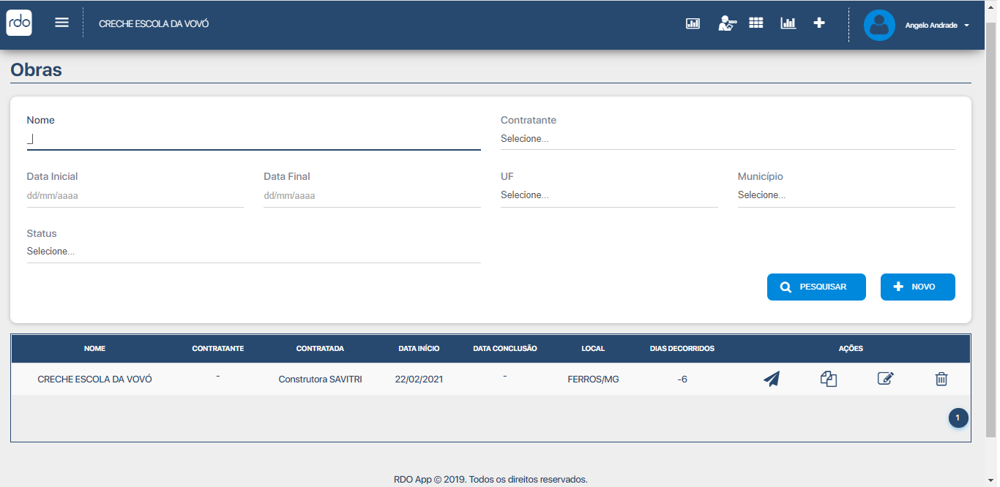 rdo CRECHE ESCOLA DA VOVÓ Angelo Andrade
Obras
Nome Contratante
Selecione...
Data Inicial Data Final UF Município
dd/mm/aaaa dd/mm/aaaa Selecione... Selecione...
Status
Selecione...
PESQUISAR NOVO
NOME CONTRATANTE CONTRATADA DATA INÍCIO DATA CONCLUSÃO LOCAL DIAS DECORRIDOS AÇÕES
CRECHE ESCOLA DA VOVÓ - Construtora SAVITRI 22/02/2021 - FERROS/MG -6
1
RDO App © 2019. Todos os direitos reservados.